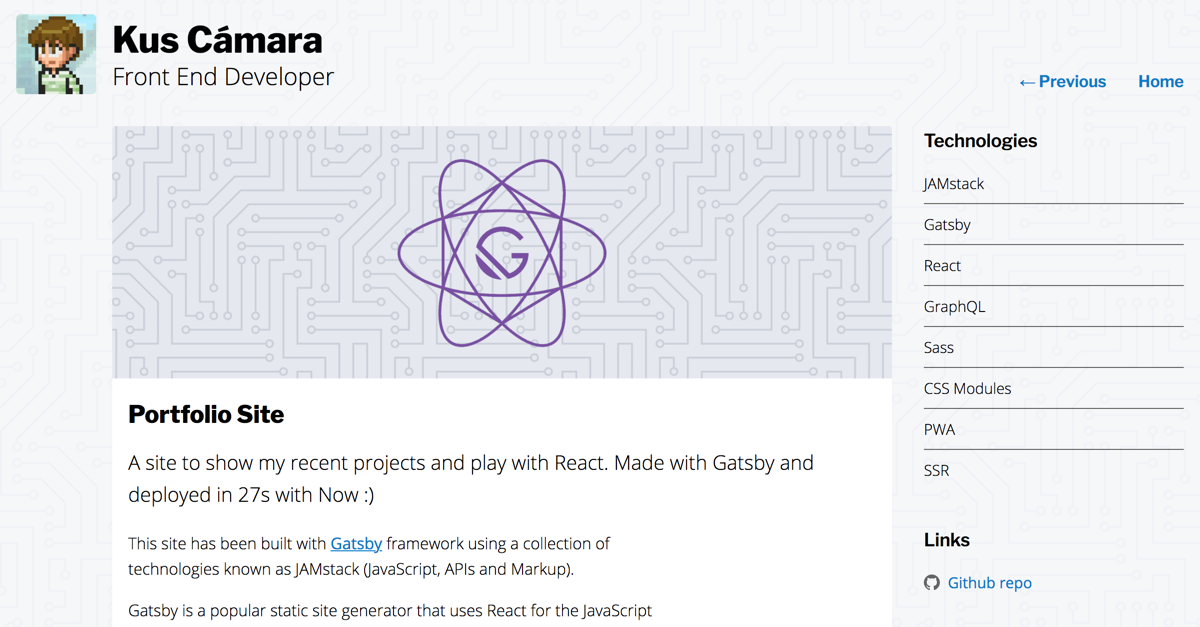 Kus Cámara
Front End Developer
← Previous
Home
G
Portfolio Site
A site to show my recent projects and play with React. Made with Gatsby and
deployed in 27s with Now :)
This site has been built with Gatsby framework using a collection of
technologies known as JAMstack (JavaScript, APIs and Markup).
Gatsby is a popular static site generator that uses React for the JavaScript
Technologies
JAMstack
Gatsby
React
GraphQL
Sass
CSS Modules
PWA
SSR
Links
Github repo